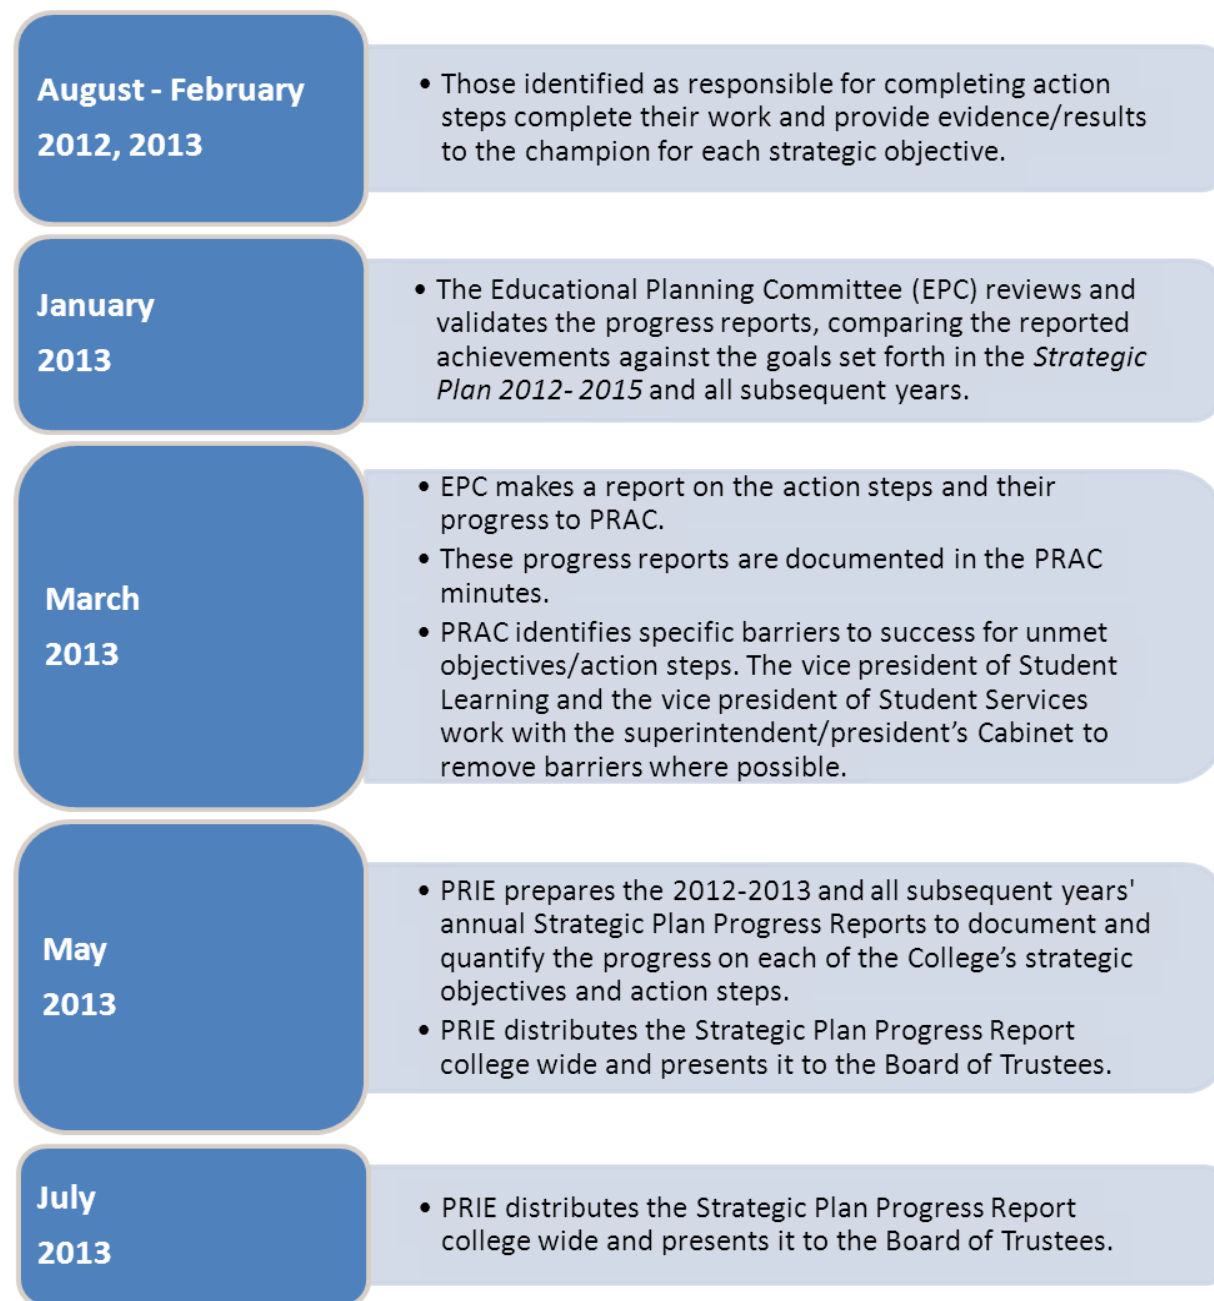 August - February
2012, 2013
• Those identified as responsible for completing action
steps complete their work and provide evidence/results
to the champion for each strategic objective.
January
2013
• The Educational Planning Committee (EPC) reviews and
validates the progress reports, comparing the reported
achievements against the goals set forth in the Strategic
Plan 2012- 2015 and all subsequent years.
March
2013
• EPC makes a report on the action steps and their
progress to PRAC.
• These progress reports are documented in the PRAC
minutes.
• PRAC identifies specific barriers to success for unmet
objectives/action steps. The vice president of Student
Learning and the vice president of Student Services
work with the superintendent/president’s Cabinet to
remove barriers where possible.
May
2013
• PRIE prepares the 2012-2013 and all subsequent years'
annual Strategic Plan Progress Reports to document and
quantify the progress on each of the College’s strategic
objectives and action steps.
• PRIE distributes the Strategic Plan Progress Report
college wide and presents it to the Board of Trustees.
July
2013
• PRIE distributes the Strategic Plan Progress Report
college wide and presents it to the Board of Trustees.